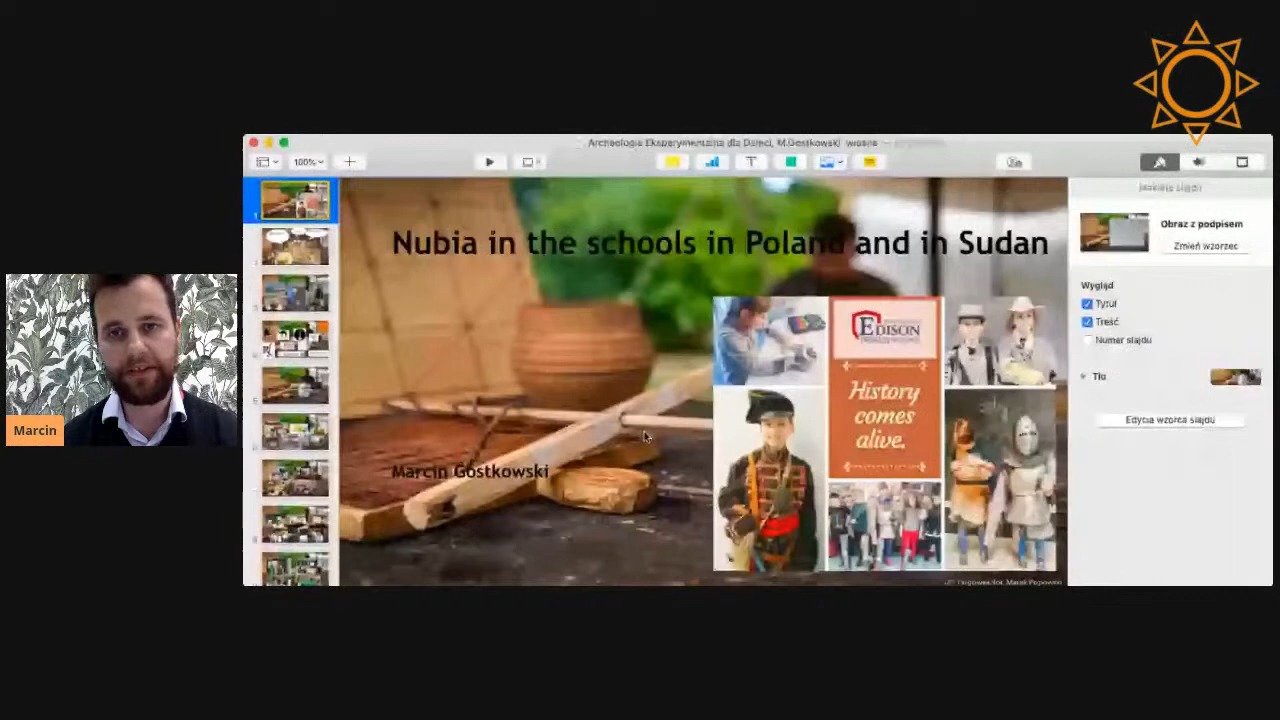 Archeologia Eksperymentalna dla Dzieci, M.Gostkowski
100%
T
Nubia in the schools in Poland and in Sudan
Marcin Gostkowski
EDISON
History
comes
alive.
Obraz z podpisem
Zmień wzorzec
Wygląd
Tytuł
Treść
Numer slajdu
Tło
Edycja wzorca slajdu
Marcin
1